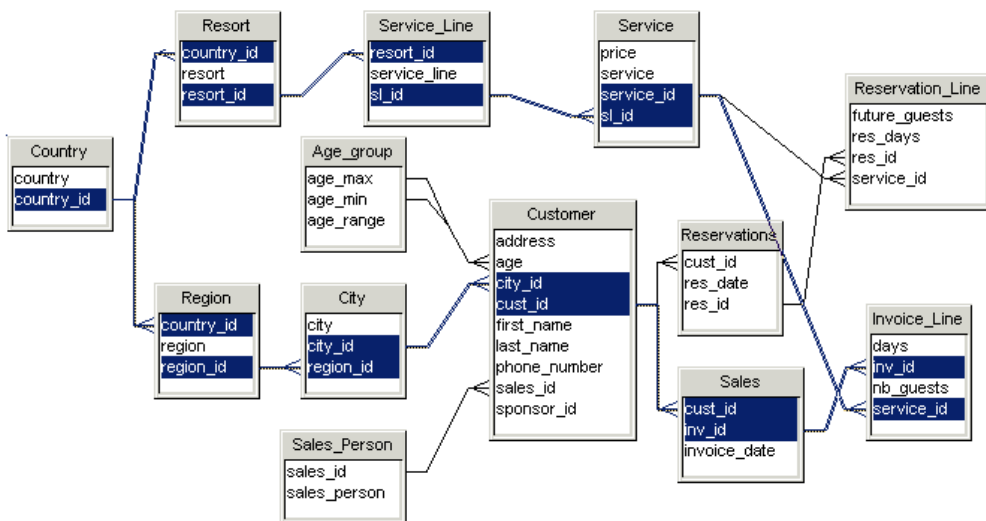 Resort
country_id
resort
resort_id
Service_Line
resort_id
service_line
sl_id
Service
price
service
service_id
sl_id
Reservation_Line
future_guests
res_days
res_id
service_id
Country
country
country_id
Age_group
age_max
age_min
age_range
Customer
address
age
city_id
cust_id
first_name
last_name
phone_number
sales_id
sponsor_id
Reservations
cust_id
res_date
res_id
Region
country_id
region
region_id
City
city
city_id
region_id
Invoice_Line
days
inv_id
nb_guests
service_id
Sales
cust_id
inv_id
invoice_date
Sales_Person
sales_id
sales_person